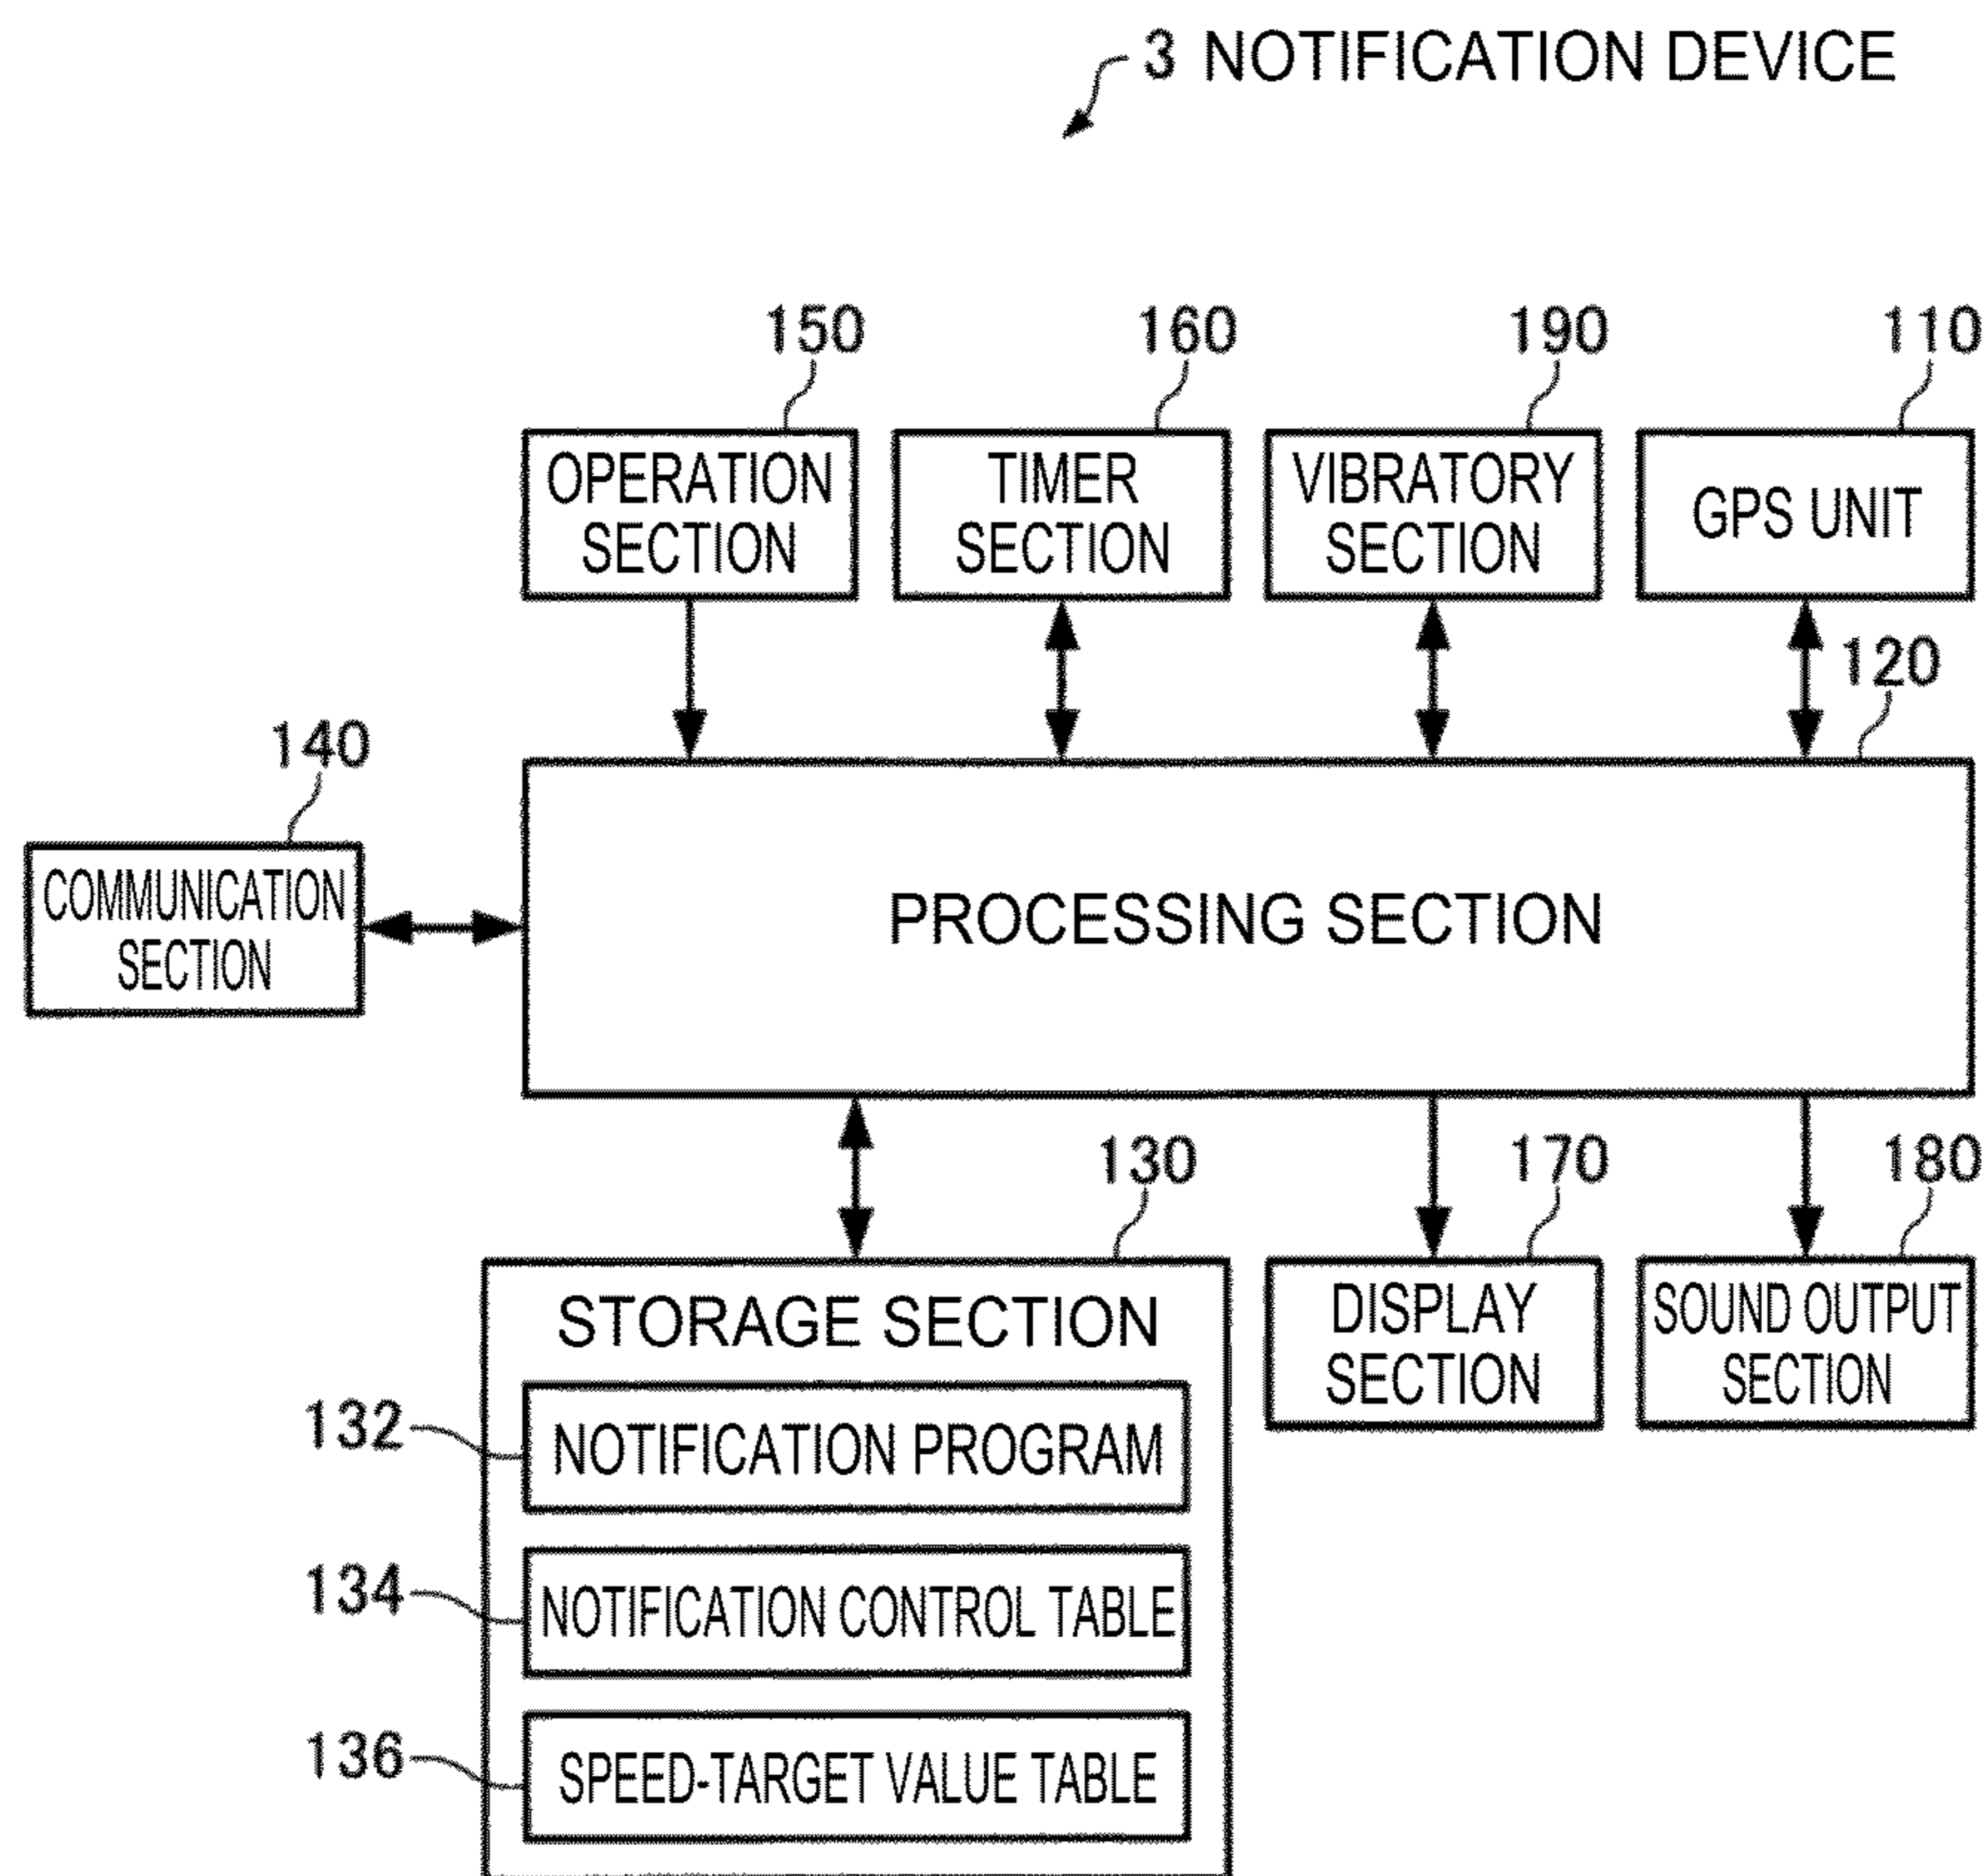 3 NOTIFICATION DEVICE
150
160
190
110
OPERATION
SECTION
TIMER
SECTION
VIBRATORY
SECTION
GPS UNIT
120
140
COMMUNICATION
SECTION
PROCESSING SECTION
130
170
180
STORAGE SECTION
DISPLAY
SECTION
SOUND OUTPUT
SECTION
132
NOTIFICATION PROGRAM
134
NOTIFICATION CONTROL TABLE
136
SPEED-TARGET VALUE TABLE